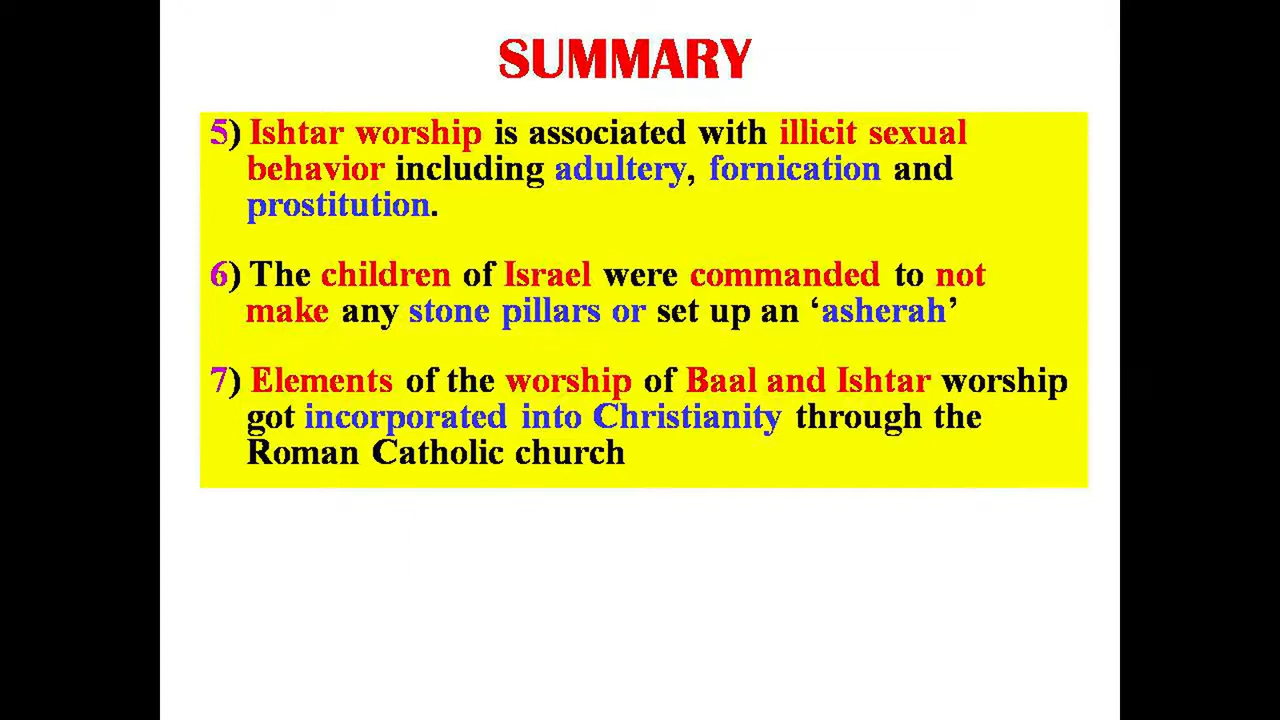 SUMMARY
5) Ishtar worship is associated with illicit sexual
behavior including adultery, fornication and
prostitution.
6) The children of Israel were commanded to not
make any stone pillars or set up an ‘asherah’
7) Elements of the worship of Baal and Ishtar worship
got incorporated into Christianity through the
Roman Catholic church